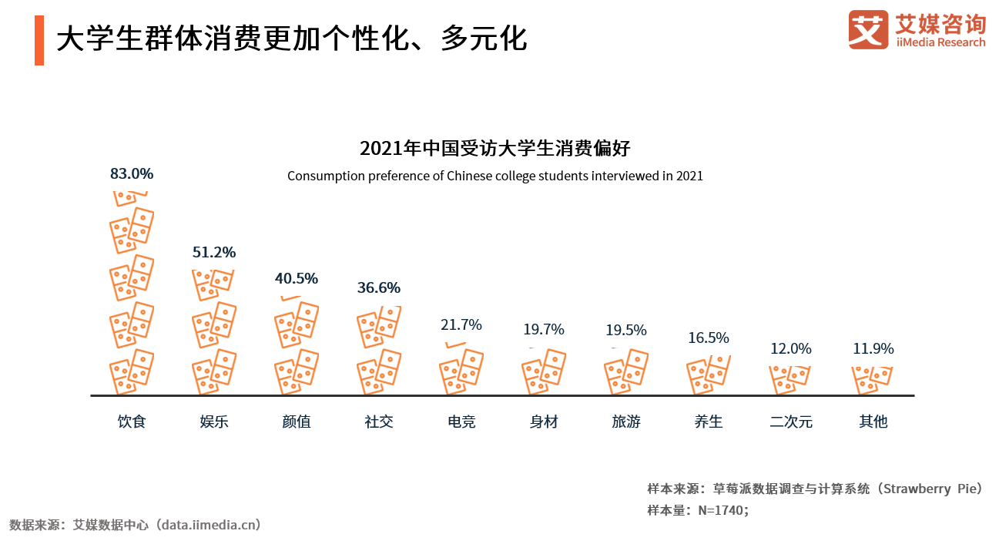 大学生群体消费更加个性化、多元化
艾媒咨询
iiMedia Research
2021年中国受访大学生消费偏好
Consumption preference of Chinese college students interviewed in 2021
83.0%
51.2%
40.5%
36.6%
21.7%
19.7%
19.5%
16.5%
12.0%
11.9%
饮食
娱乐
颜值
社交
电竞
身材
旅游
养生
二次元
其他
样本来源：草莓派数据调查与计算系统（Strawberry Pie）
样本量：N=1740；
数据来源：艾媒数据中心（data.iimedia.cn）
艾